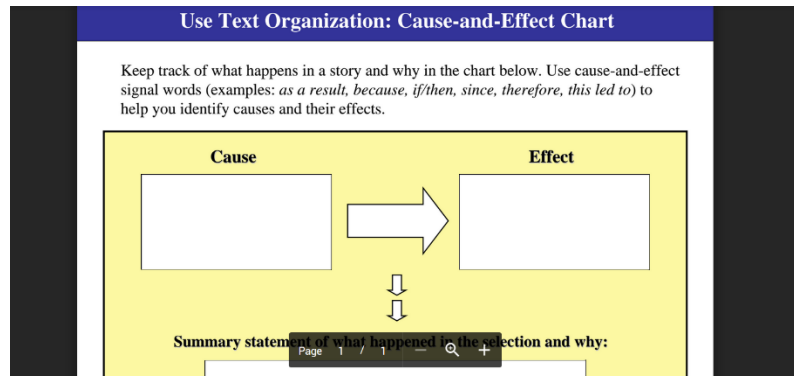 Use Text Organization: Cause-and-Effect Chart
Keep track of what happens in a story and why in the chart below. Use cause-and-effect
signal words (examples: as a result, because, if/then, since, therefore, this led to) to
help you identify causes and their effects.
Cause Effect
Summary statement of what happened in the selection and why:
Page 1 / 1